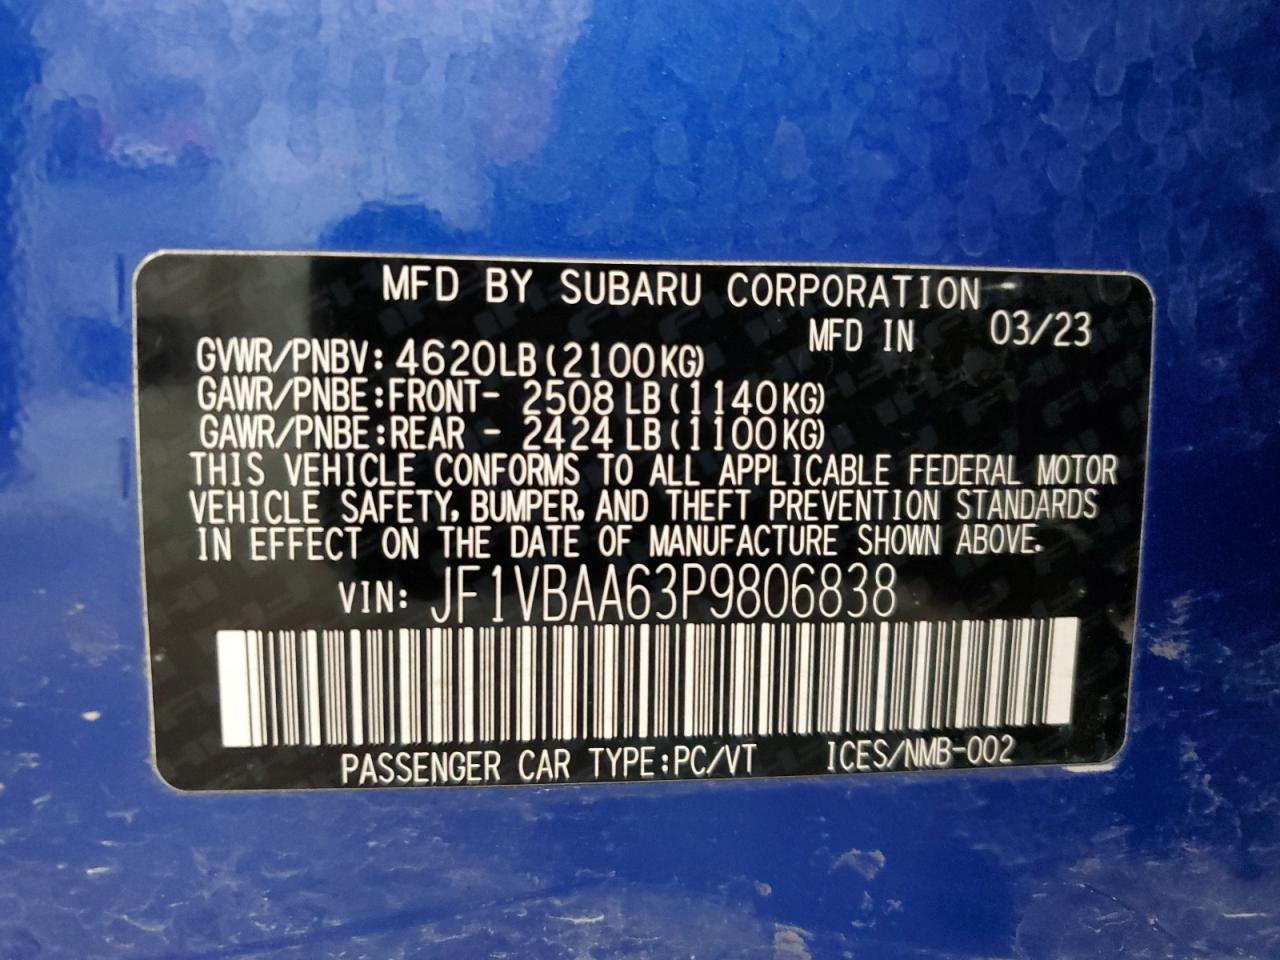 MFD BY SUBARU CORPORATION
MFD IN 03/23
GVWR/PNBV: 4620LB (2100KG)
GAWR/PNBE:FRONT- 2508 LB (1140KG)
GAWR/PNBE:REAR - 2424 LB (1100KG)
THIS VEHICLE CONFORMS TO ALL APPLICABLE FEDERAL MOTOR
VEHICLE SAFETY, BUMPER, AND THEFT PREVENTION STANDARDS
IN EFFECT ON THE DATE OF MANUFACTURE SHOWN ABOVE.
VIN: JF1VBAA63P9806838
PASSENGER CAR TYPE:PC/VT ICES/NMB-002